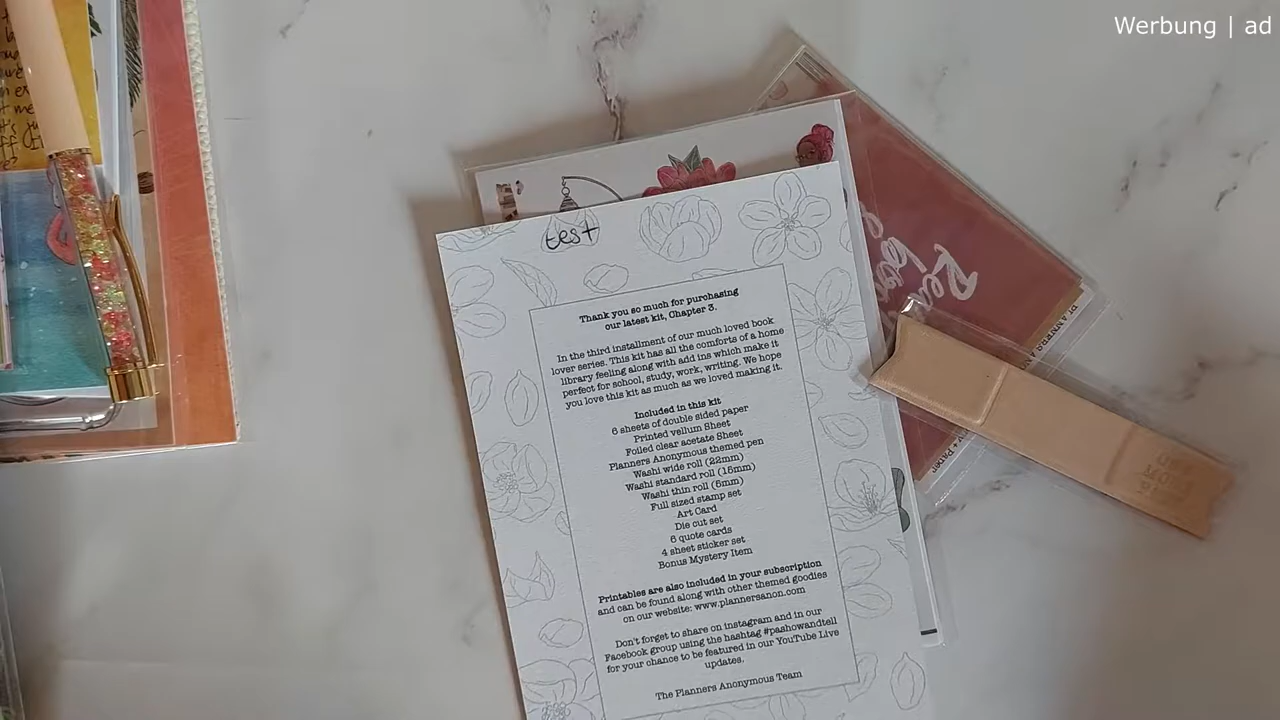 Werbung | ad
test
Thank you so much for purchasing
our latest kit, Chapter 3.
In the third installment of our much loved book
lover series. This kit has all the comforts of a home
library feeling along with add ins which make it
perfect for school, study, work, writing. We hope
you love this kit as much as we loved making it.
Included in this kit
6 sheets of double sided paper
Printed vellum Sheet
Foiled clear acetate Sheet
Planners Anonymous themed pen
Washi wide roll (22mm)
Washi standard roll (15mm)
Washi thin roll (5mm)
Full sized stamp set
Art Card
Die cut set
6 quote cards
4 sheet sticker set
Bonus Mystery Item
Printables are also included in your subscription
and can be found along with other themed goodies
on our website: www.plannersanon.com
Don't forget to share on instagram and in our
Facebook group using the hashtag #pashowandtell
for your chance to be featured in our YouTube Live
updates.
The Planners Anonymous Team